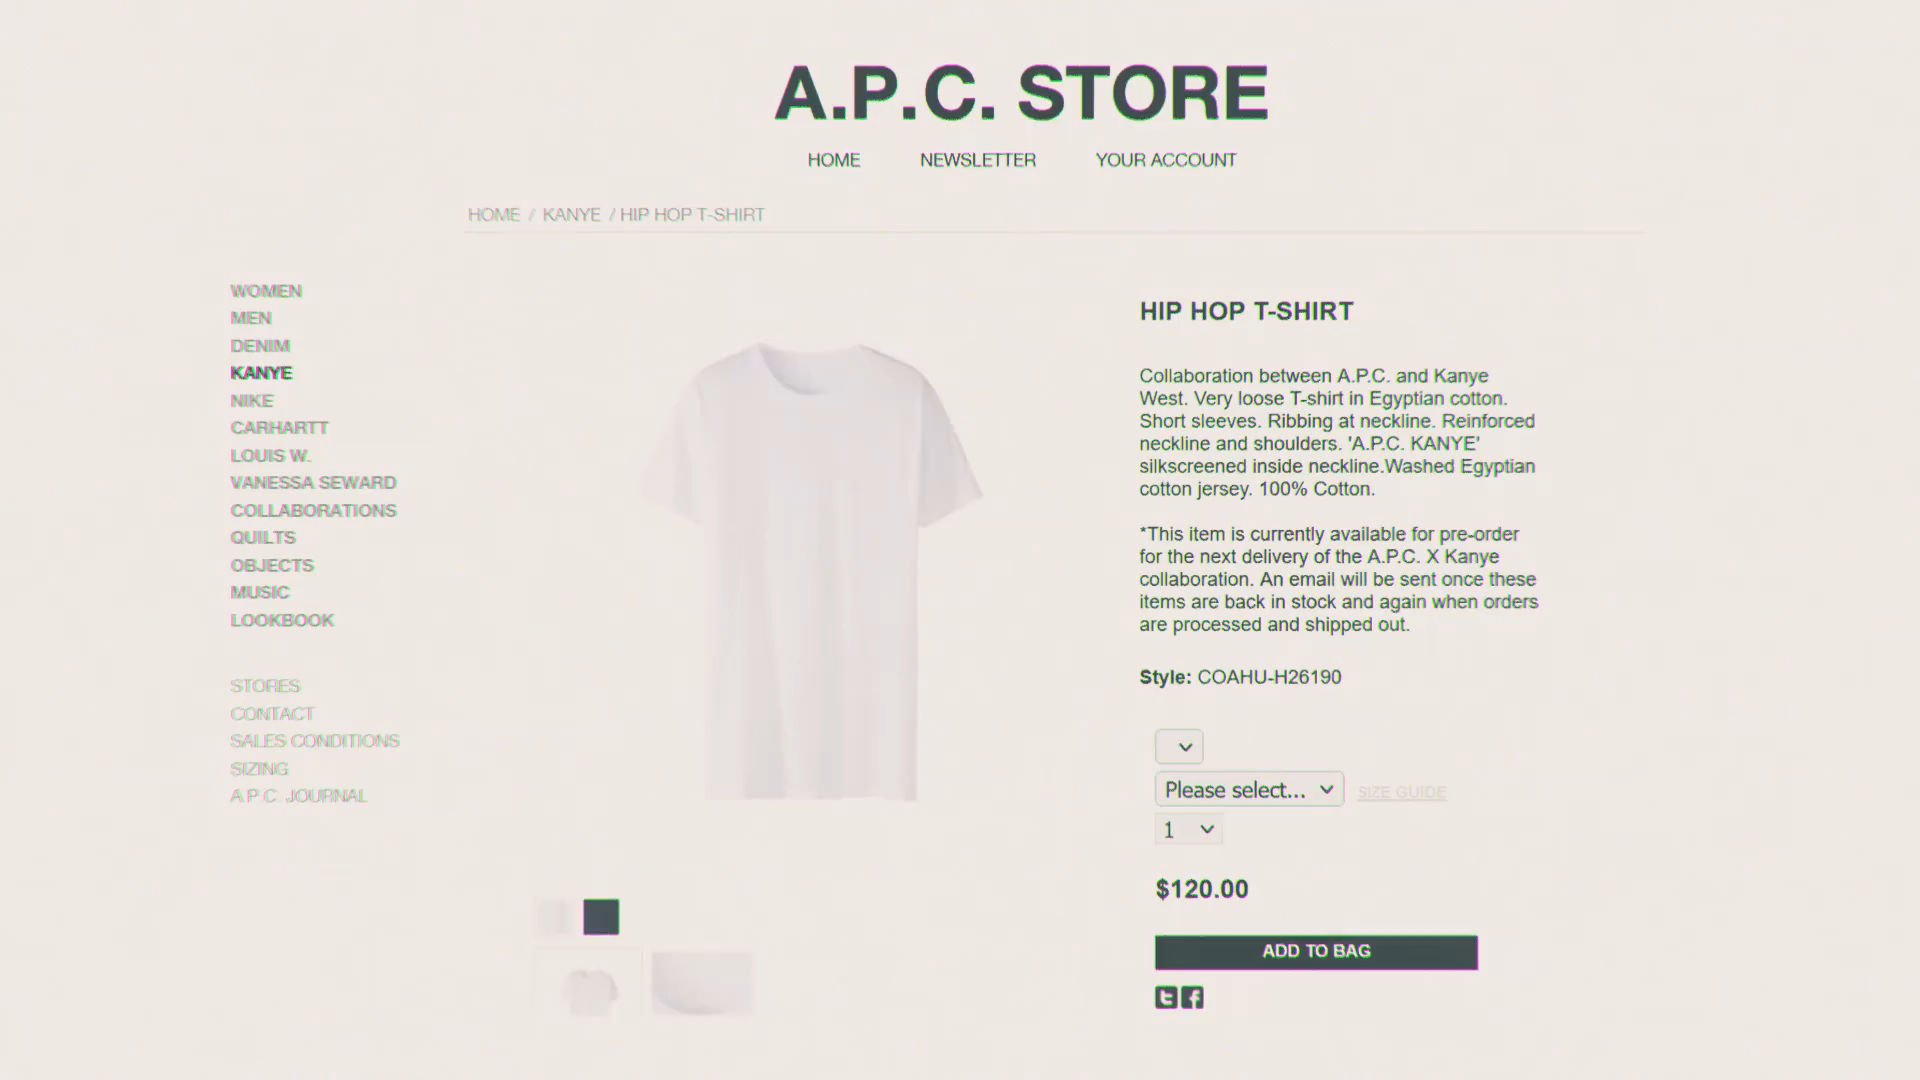 A.P.C. STORE
HOME NEWSLETTER YOUR ACCOUNT
HOME / KANYE / HIP HOP T-SHIRT
WOMEN
MEN
DENIM
KANYE
NIKE
CARHARTT
LOUIS W.
VANESSA SEWARD
COLLABORATIONS
QUILTS
OBJECTS
MUSIC
LOOKBOOK
STORES
CONTACT
SALES CONDITIONS
SIZING
A.P.C. JOURNAL
HIP HOP T-SHIRT
Collaboration between A.P.C. and Kanye
West. Very loose T-shirt in Egyptian cotton.
Short sleeves. Ribbing at neckline. Reinforced
neckline and shoulders. 'A.P.C. KANYE'
silkscreened inside neckline.Washed Egyptian
cotton jersey. 100% Cotton.
*This item is currently available for pre-order
for the next delivery of the A.P.C. X Kanye
collaboration. An email will be sent once these
items are back in stock and again when orders
are processed and shipped out.
Style: COAHU-H26190
Please select... SIZE GUIDE
1
$120.00
ADD TO BAG